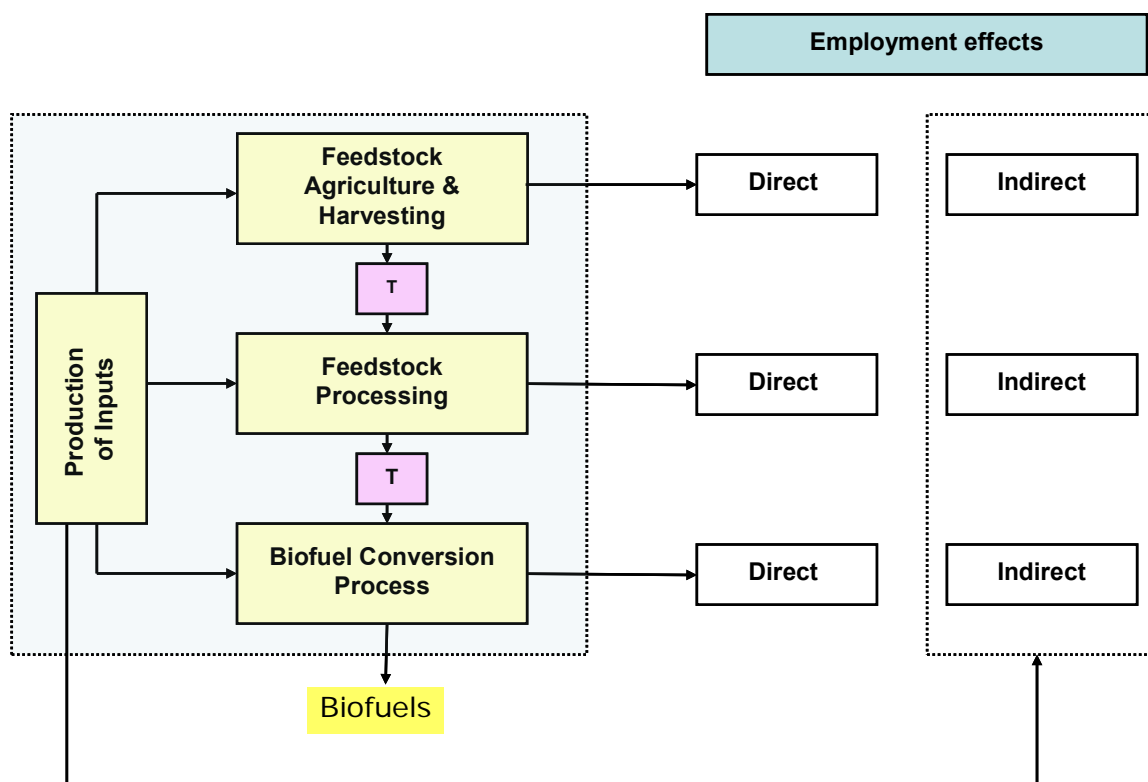 Employment effects
Feedstock
Agriculture &
Harvesting
Direct
Indirect
T
Production
of Inputs
Feedstock
Processing
Direct
Indirect
T
Biofuel Conversion
Process
Direct
Indirect
Biofuels